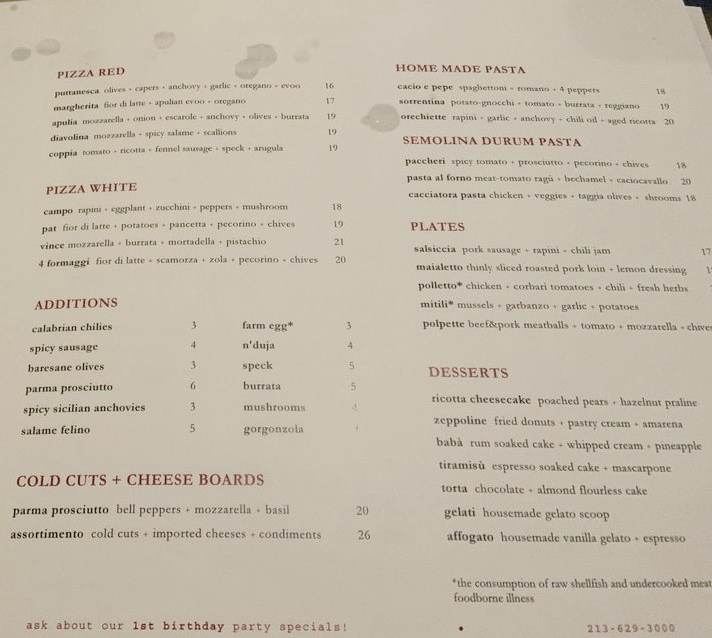 PIZZA RED
puttanesca olives + capers + anchovy + garlic + oregano + evoo 16
margherita fior di latte + apulian evoo + oregano 17
apulia mozzarella + onion + escarole + anchovy + olives + burrata 19
diavolina mozzarella + spicy salame + scallions 19
coppia tomato + ricotta + fennel sausage + speck + arugula 19
PIZZA WHITE
campo rapini + eggplant + zucchini + peppers + mushroom 18
pat fior di latte + potatoes + pancetta + pecorino + chives 19
vince mozzarella + burrata + mortadella + pistachio 21
4 formaggi fior di latte + scamorza + zola + pecorino + chives 20
ADDITIONS
calabrian chilies 3 farm egg* 3
spicy sausage 4 n'duja 4
baresane olives 3 speck 5
parma prosciutto 6 burrata 5
spicy sicilian anchovies 3 mushrooms 4
salame felino 5 gorgonzola
COLD CUTS + CHEESE BOARDS
parma prosciutto bell peppers + mozzarella + basil 20
assortimento cold cuts + imported cheeses + condiments 26
HOME MADE PASTA
cacio e pepe spaghettoni + romano + 4 peppers 18
sorrentina potato-gnocchi + tomato + burrata + reggiano 19
orechiette rapini + garlic + anchovy + chili oil + aged ricotta 20
SEMOLINA DURUM PASTA
paccheri spicy tomato + prosciutto + pecorino + chives 18
pasta al forno meat-tomato ragù + bechamel + caciocavallo 20
cacciatora pasta chicken + veggies + taggia olives + shrooms 18
PLATES
salsiccia pork sausage + rapini + chili jam 17
maialetto thinly sliced roasted pork loin + lemon dressing
polletto* chicken + corbari tomatoes + chili + fresh herbs
mitili* mussels + garbanzo + garlic + potatoes
polpette beef&pork meatballs + tomato + mozzarella + chives
DESSERTS
ricotta cheesecake poached pears + hazelnut praline
zeppoline fried donuts + pastry cream + amarena
babà rum soaked cake + whipped cream + pineapple
tiramisù espresso soaked cake + mascarpone
torta chocolate + almond flourless cake
gelati housemade gelato scoop
affogato housemade vanilla gelato + espresso
*the consumption of raw shellfish and undercooked meat
foodborne illness
ask about our 1st birthday party specials! • 213-629-3000